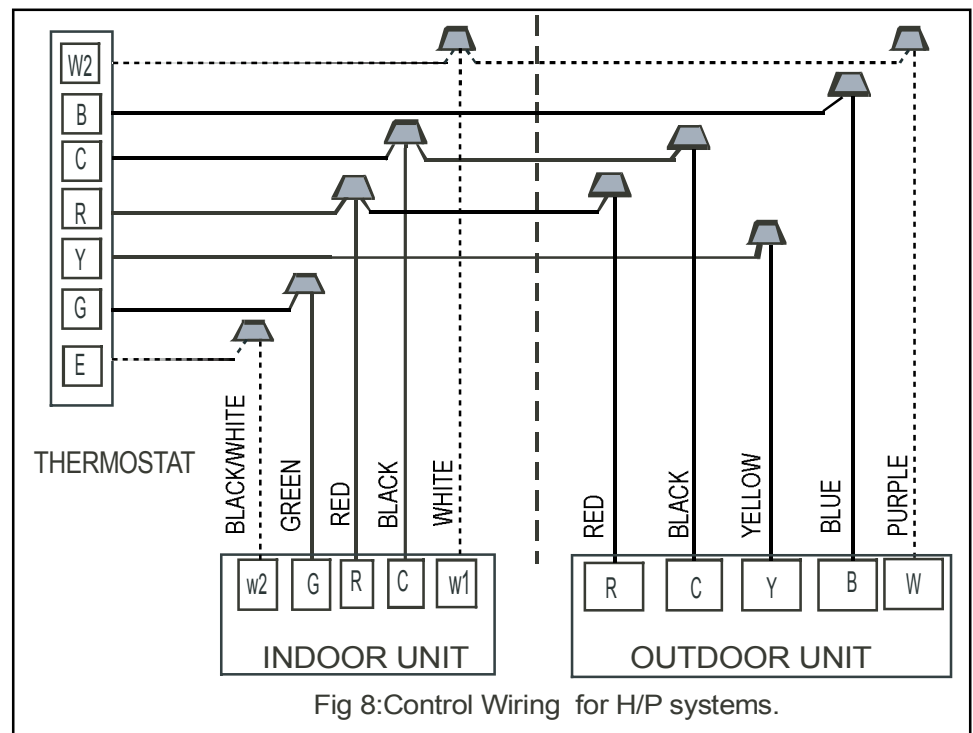 W2
B
C
R
Y
G
E
THERMOSTAT
BLACK/WHITE
GREEN
RED
BLACK
WHITE
RED
BLACK
YELLOW
BLUE
PURPLE
w2 G R C w1
R C Y B W
INDOOR UNIT
OUTDOOR UNIT
Fig 8:Control Wiring for H/P systems.